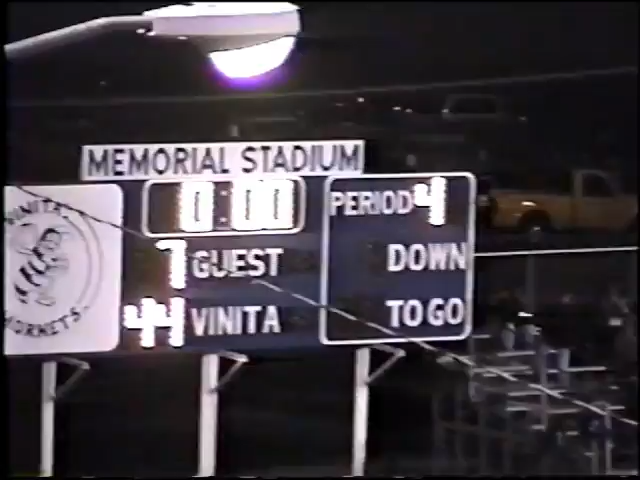 MEMORIAL STADIUM
0:00 PERIOD 4
7 GUEST DOWN
44 VINITA TO GO
VINITA
HORNETS